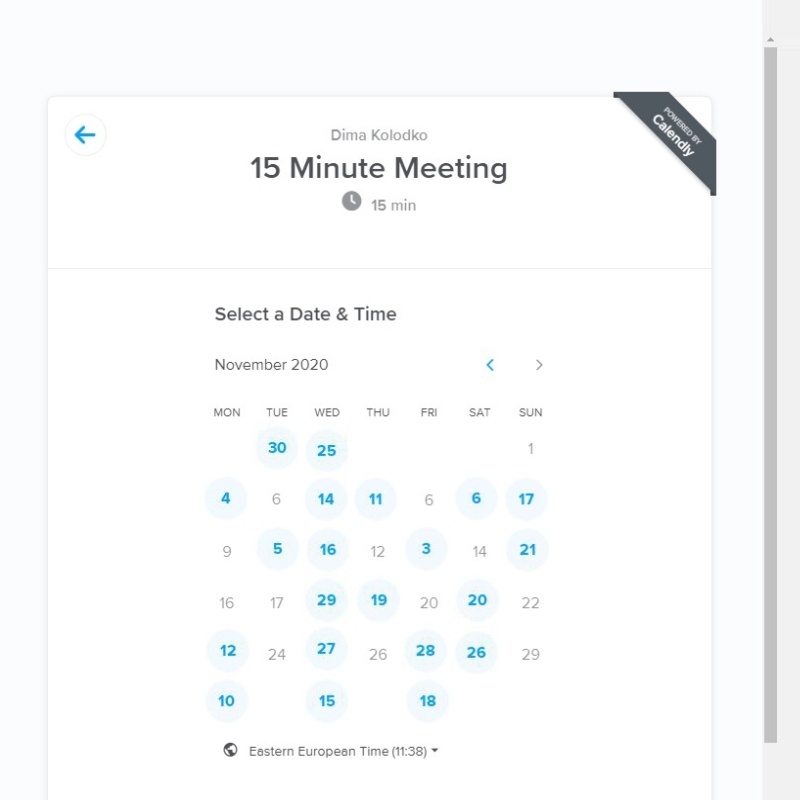 POWERED BY
Calendly
Dima Kolodko
15 Minute Meeting
15 min
Select a Date & Time
November 2020
MON TUE WED THU FRI SAT SUN
30 25 1
4 6 14 11 6 6 17
9 5 16 12 3 14 21
16 17 29 19 20 20 22
12 24 27 26 28 26 29
10 15 18
Eastern European Time (11:38)